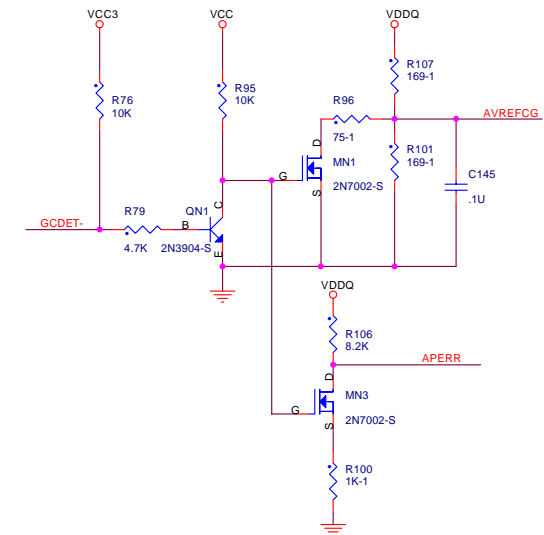 VCC3
VCC
VDDQ
R107
169-1
R76
10K
R95
10K
R96
AVREFCG
75-1
D
MN1
R101
169-1
G
2N7002-S
C145
.1U
S
R79
QN1
C
GCDET-
B
4.7K
2N3904-S
E
VDDQ
R106
8.2K
APERR
D
MN3
G
2N7002-S
S
R100
1K-1